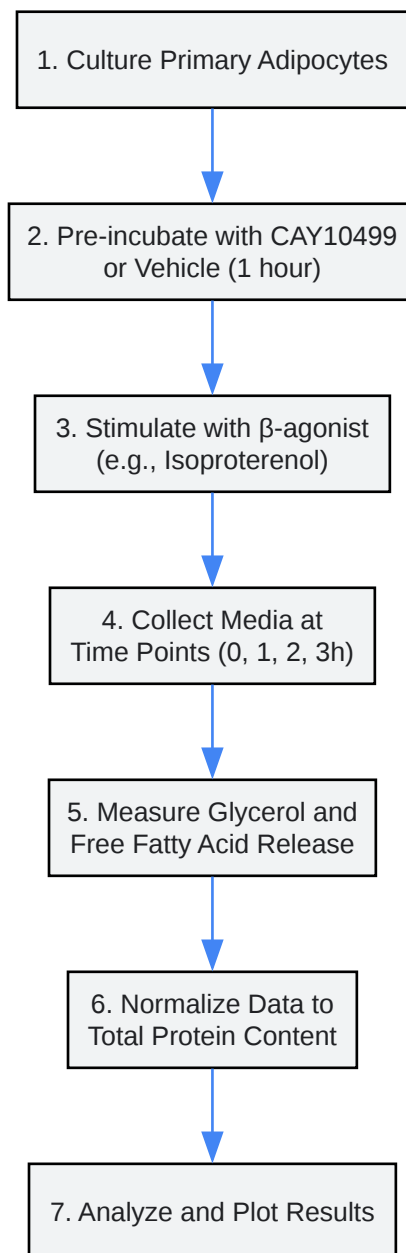 1. Culture Primary Adipocytes
2. Pre-incubate with CAY10499
or Vehicle (1 hour)
3. Stimulate with β-agonist
(e.g., Isoproterenol)
4. Collect Media at
Time Points (0, 1, 2, 3h)
5. Measure Glycerol and
Free Fatty Acid Release
6. Normalize Data to
Total Protein Content
7. Analyze and Plot Results